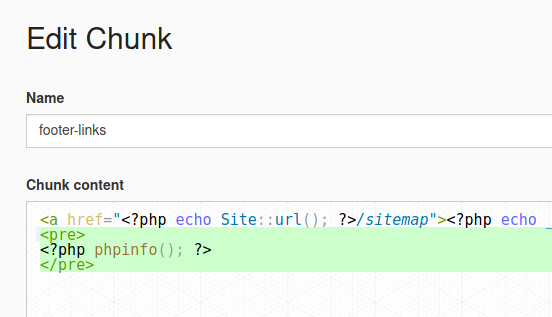 Edit Chunk
Name
footer-links
Chunk content
<a href="<?php echo Site::url(); ?>/sitemap"><?php echo _
<pre>
<?php phpinfo(); ?>
</pre>